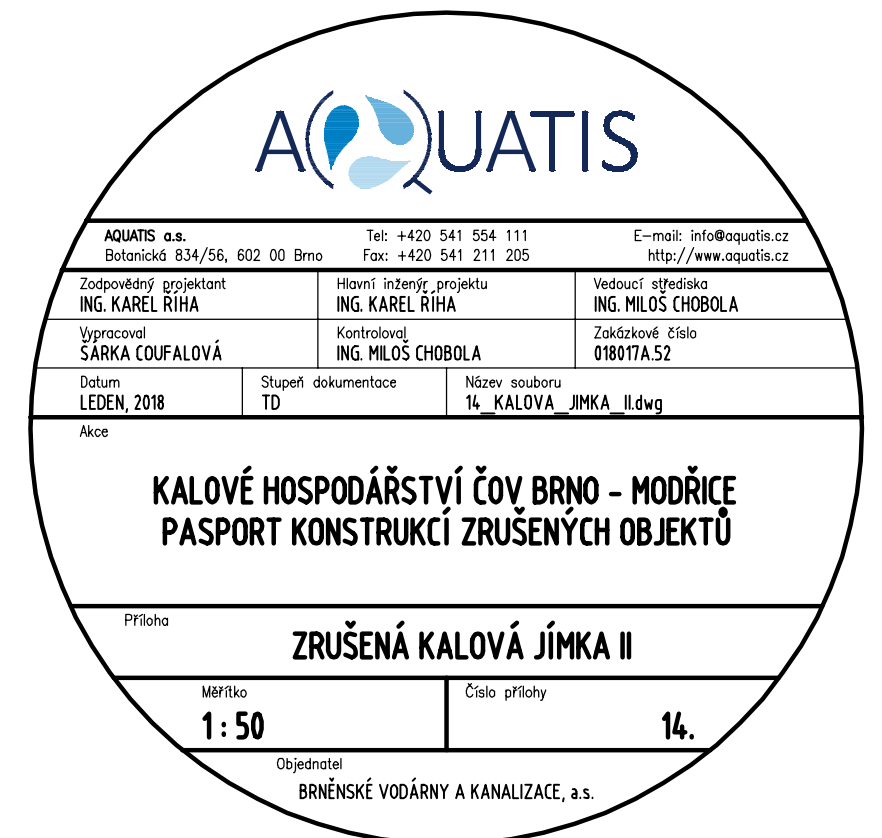 AQUATIS
AQUATIS a.s. Tel: +420 541 554 111 E-mail: info@aquatis.cz
Botanická 834/56, 602 00 Brno Fax: +420 541 211 205 http://www.aquatis.cz
Zodpovědný projektant Hlavní inženýr projektu Vedoucí střediska
ING. KAREL ŘÍHA ING. KAREL ŘÍHA ING. MILOŠ CHOBOLA
Vypracoval Kontroloval Zakázkové číslo
ŠÁRKA COUFALOVÁ ING. MILOŠ CHOBOLA 018017A.52
Datum Stupeň dokumentace Název souboru
LEDEN, 2018 TD 14_KALOVA_JIMKA_II.dwg
Akce
KALOVÉ HOSPODÁŘSTVÍ ČOV BRNO - MODŘICE
PASPORT KONSTRUKCÍ ZRUŠENÝCH OBJEKTŮ
Příloha
ZRUŠENÁ KALOVÁ JÍMKA II
Měřítko Číslo přílohy
1 : 50 14.
Objednatel
BRNĚNSKÉ VODÁRNY A KANALIZACE, a.s.